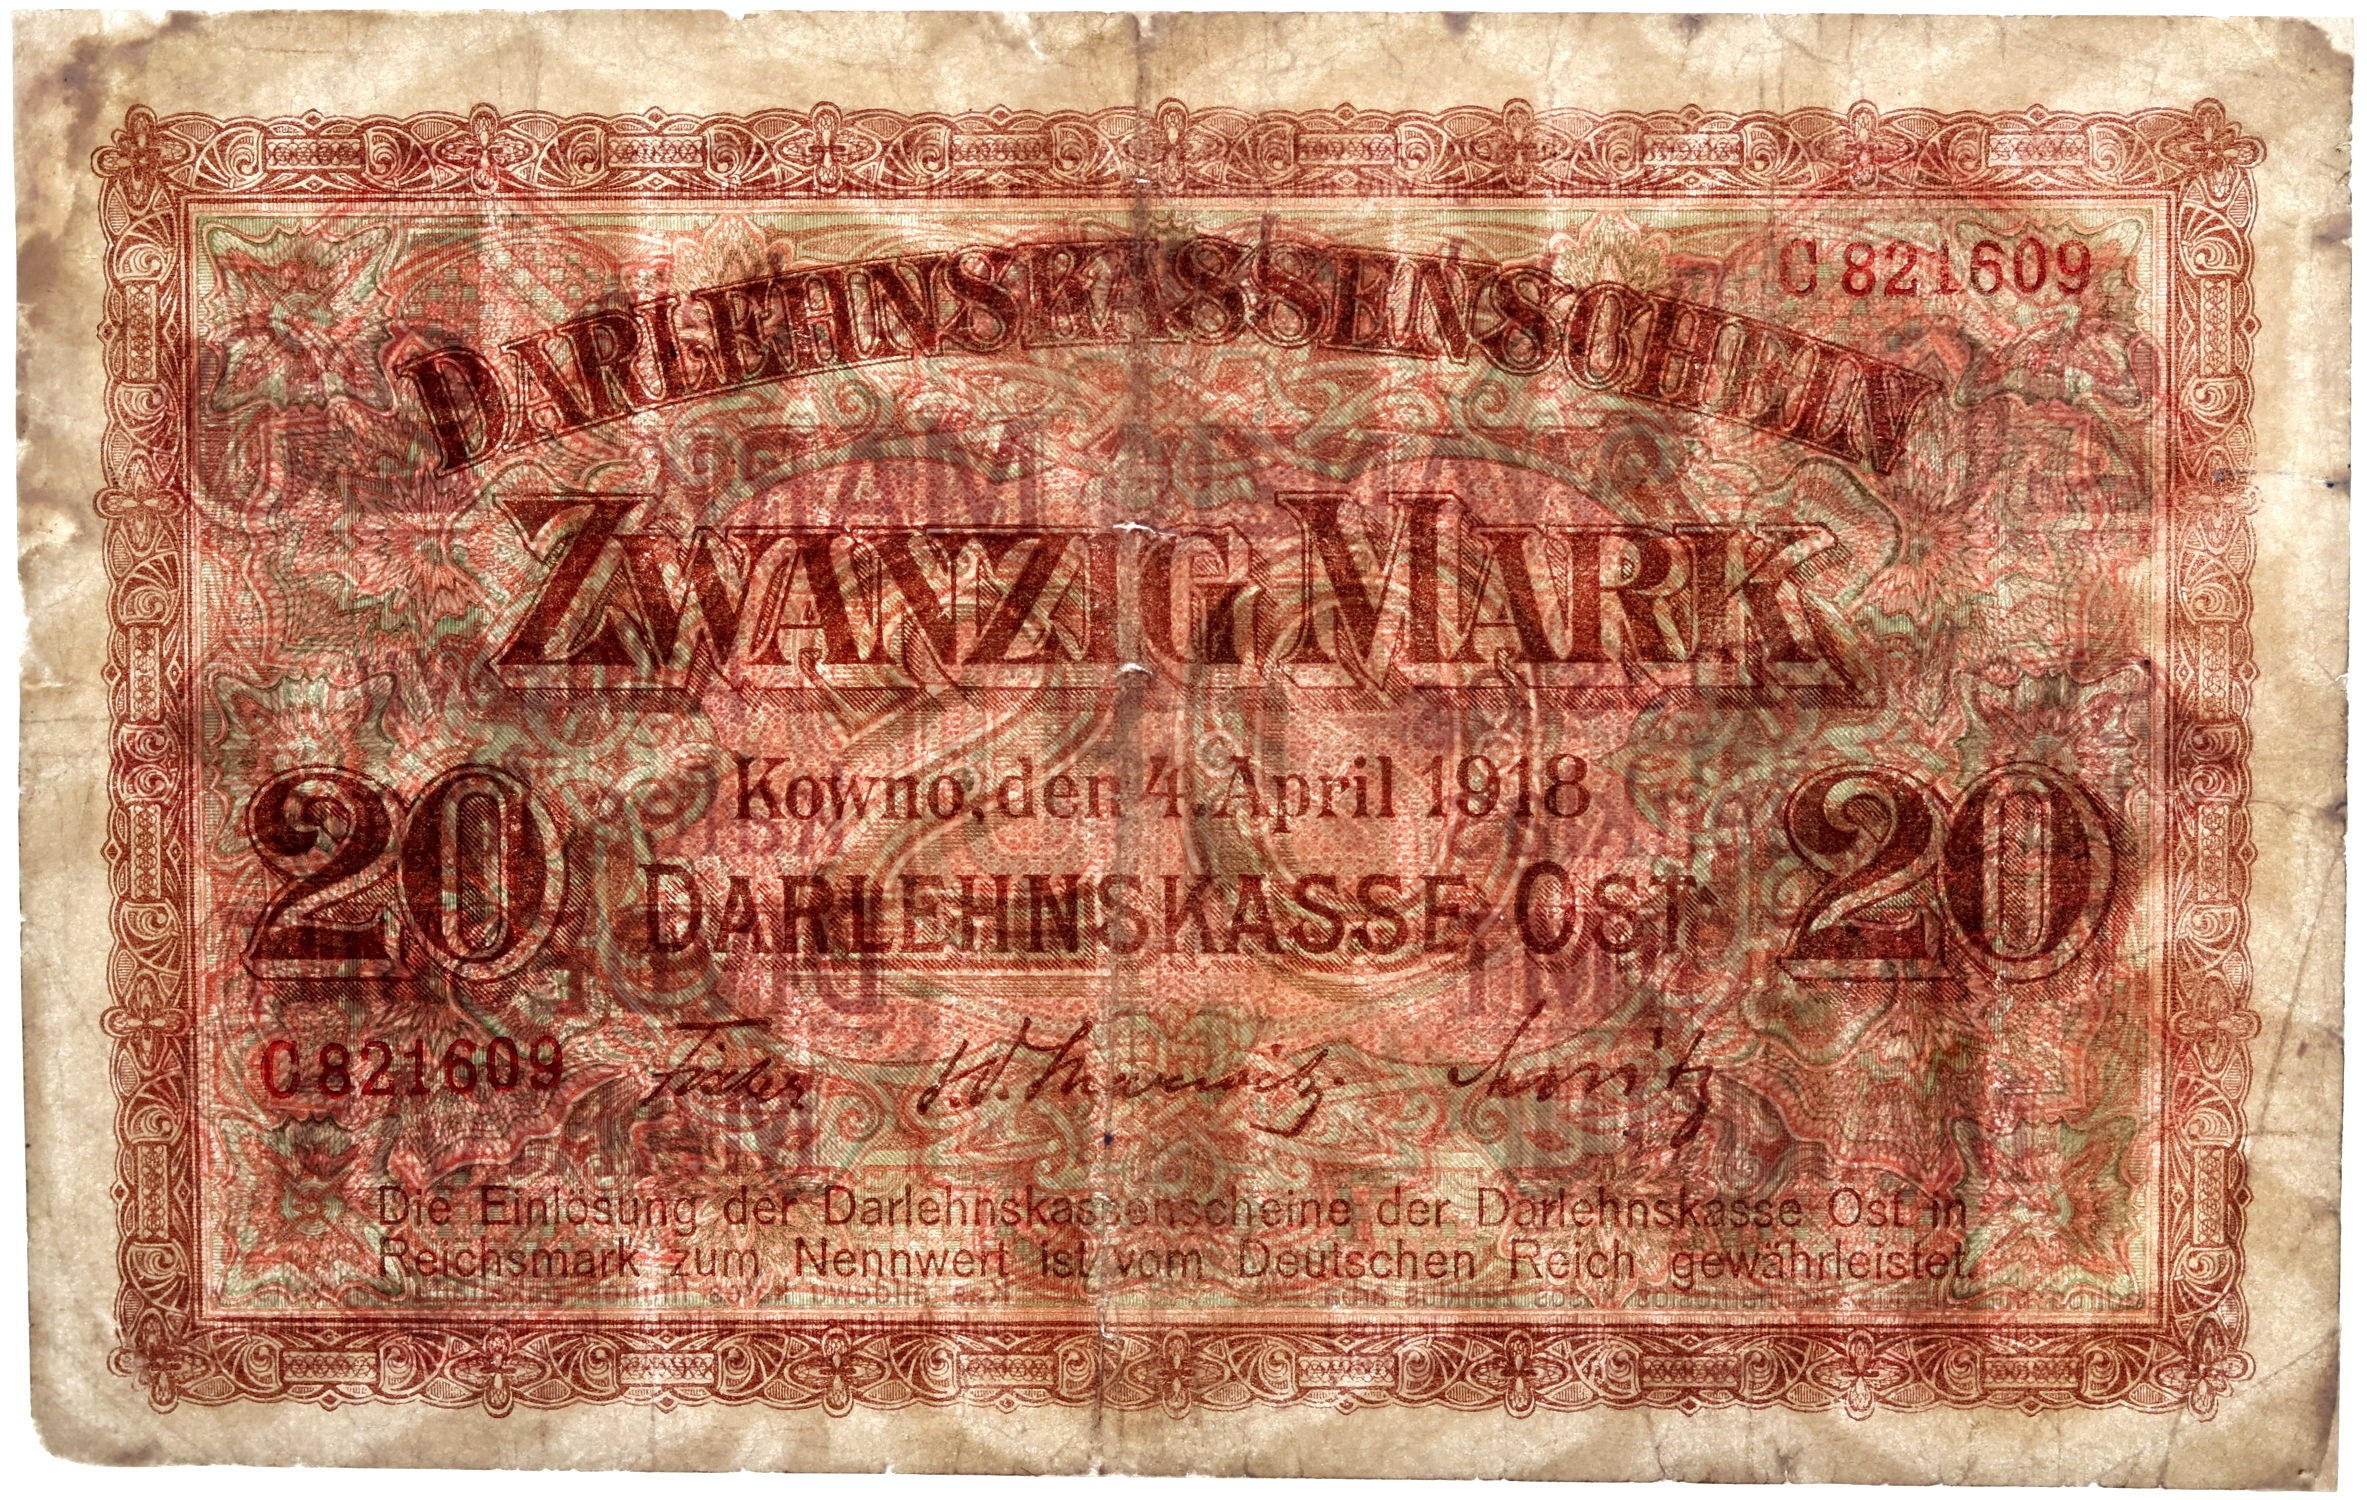 DARLEHNSKASSENSCHEIN
C 821609
ZWANZIG MARK
Kowno, den 4. April 1918
20 DARLEHNSKASSE OST 20
C 821609
Die Einlösung der Darlehnskassenscheine der Darlehnskasse Ost in
Reichsmark zum Nennwert ist vom Deutschen Reich gewährleistet.